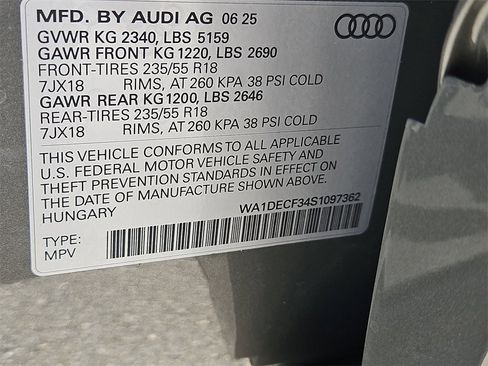 MFD. BY AUDI AG 06 25
GVWR KG 2340, LBS 5159
GAWR FRONT KG 1220, LBS 2690
FRONT-TIRES 235/55 R18
7JX18 RIMS, AT 260 KPA 38 PSI COLD
GAWR REAR KG 1200, LBS 2646
REAR-TIRES 235/55 R18
7JX18 RIMS, AT 260 KPA 38 PSI COLD
THIS VEHICLE CONFORMS TO ALL APPLICABLE
U.S. FEDERAL MOTOR VEHICLE SAFETY AND
THEFT PREVENTION STANDARDS IN EFFECT ON
THE DATE OF MANUFACTURE SHOWN ABOVE
HUNGARY WA1DECF34S1097362
TYPE:
MPV